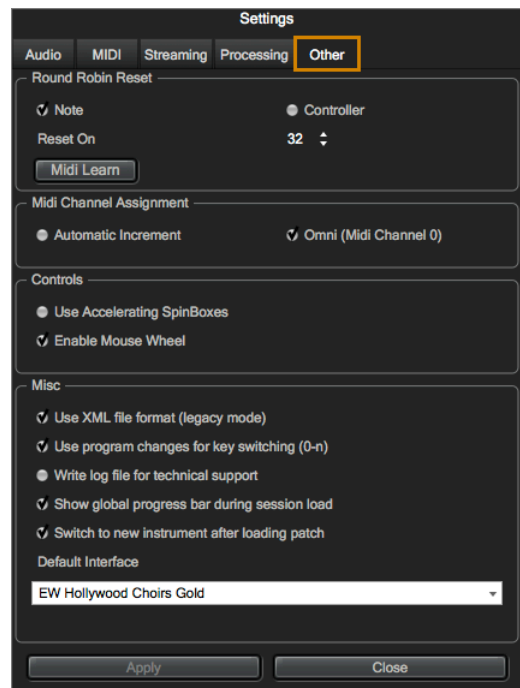 Settings
Audio MIDI Streaming Processing Other
Round Robin Reset
Note Controller
Reset On 32
Midi Learn
Midi Channel Assignment
Automatic Increment Omni (Midi Channel 0)
Controls
Use Accelerating SpinBoxes
Enable Mouse Wheel
Misc
Use XML file format (legacy mode)
Use program changes for key switching (0-n)
Write log file for technical support
Show global progress bar during session load
Switch to new instrument after loading patch
Default Interface
EW Hollywood Choirs Gold
Apply Close